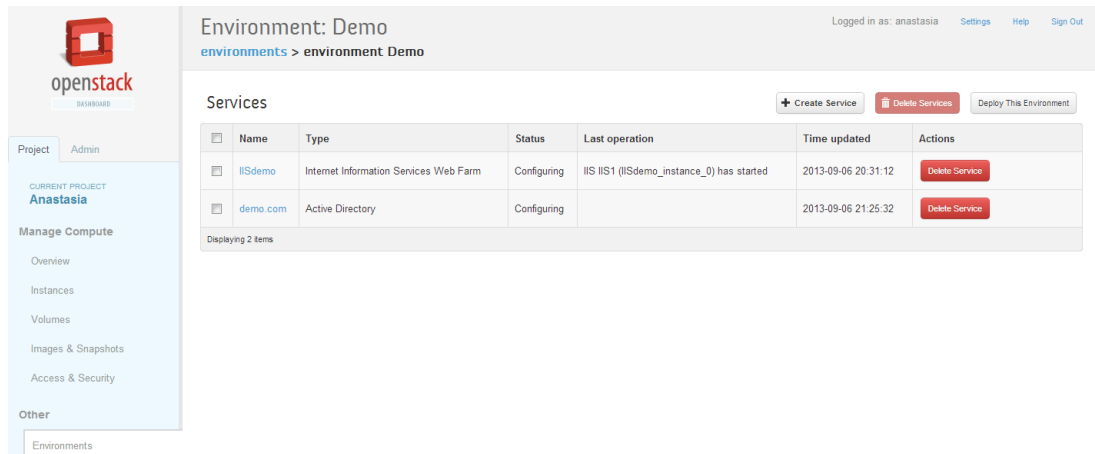 openstack
DASHBOARD
Project Admin
CURRENT PROJECT
Anastasia
Manage Compute
Overview
Instances
Volumes
Images & Snapshots
Access & Security
Other
Environments
Environment: Demo
environments > environment Demo
Logged in as: anastasia Settings Help Sign Out
Services
+ Create Service Delete Services Deploy This Environment
Name Type Status Last operation Time updated Actions
IISdemo Internet Information Services Web Farm Configuring IIS IIS1 (IISdemo_instance_0) has started 2013-09-06 20:31:12 Delete Service
demo.com Active Directory Configuring 2013-09-06 21:25:32 Delete Service
Displaying 2 items